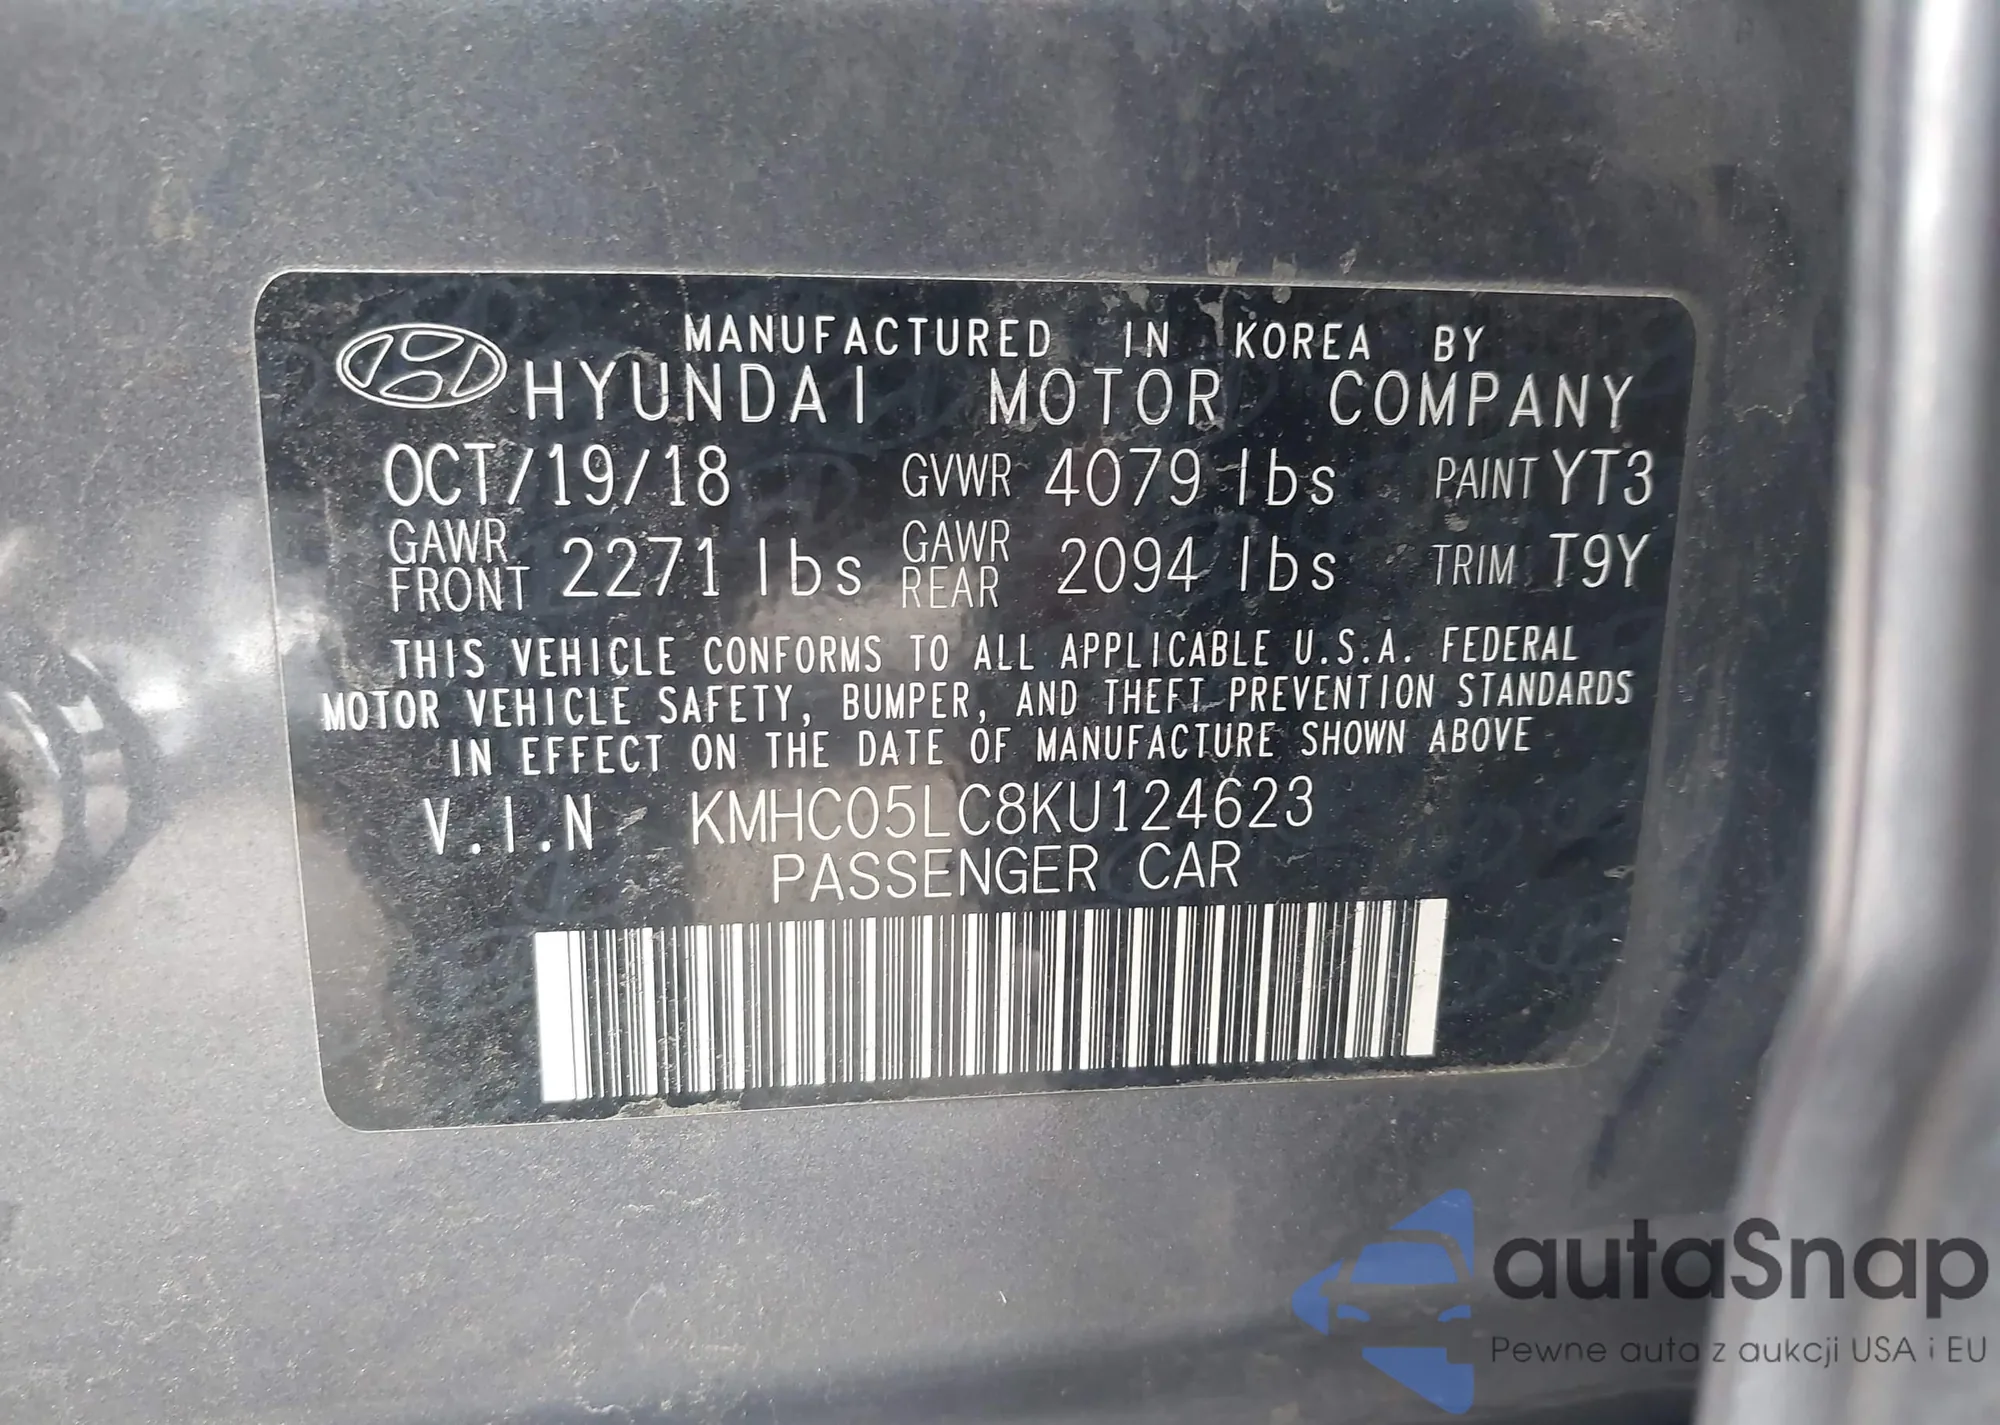 MANUFACTURED IN KOREA BY
HYUNDAI MOTOR COMPANY
OCT/19/18 GVWR 4079 lbs PAINT YT3
GAWR FRONT 2271 lbs GAWR REAR 2094 lbs TRIM T9Y
THIS VEHICLE CONFORMS TO ALL APPLICABLE U.S.A. FEDERAL
MOTOR VEHICLE SAFETY, BUMPER, AND THEFT PREVENTION STANDARDS
IN EFFECT ON THE DATE OF MANUFACTURE SHOWN ABOVE
V.I.N KMHC05LC8KU124623
PASSENGER CAR
autaSnap
Pewne auta z aukcji USA i EU